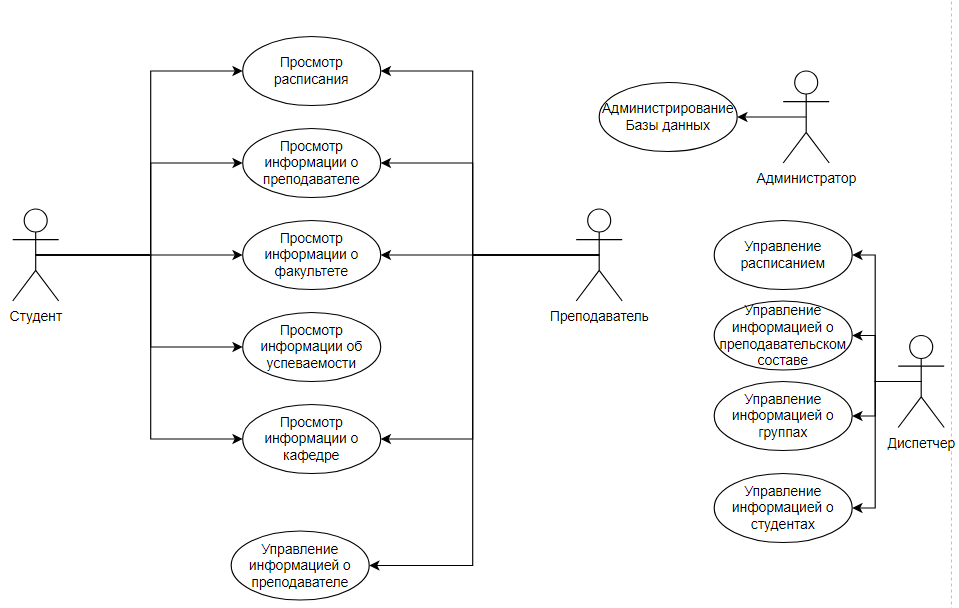 Просмотр
расписания
Просмотр
информации о
преподавателе
Просмотр
информации о
факультете
Просмотр
информации об
успеваемости
Просмотр
информации о
кафедре
Управление
информацией о
преподавателе
Студент
Преподаватель
Администрирование
Базы данных
Администратор
Управление
расписанием
Управление
информацией о
преподавательском
составе
Управление
информацией о
группах
Управление
информацией о
студентах
Диспетчер